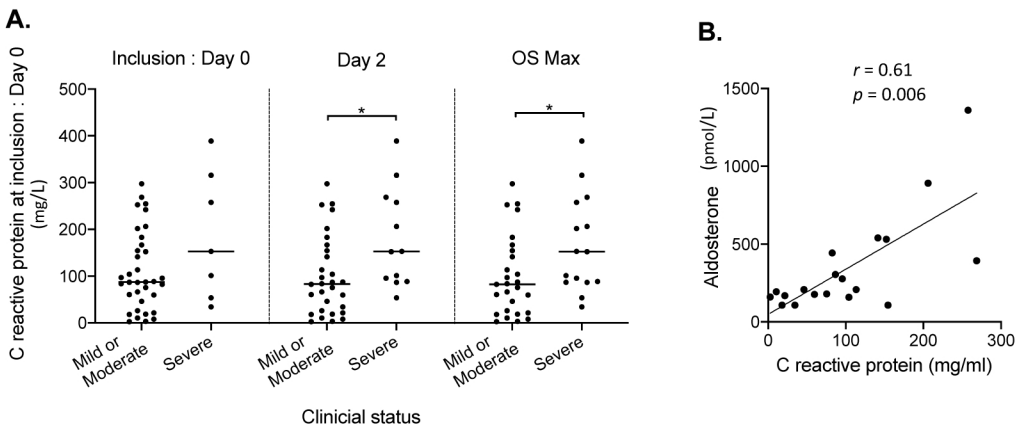 A.
Inclusion : Day 0
Day 2
OS Max
C reactive protein at inclusion : Day 0
(mg/L)
500
400
300
200
100
0
*
*
Mild or
Moderate
Severe
Mild or
Moderate
Severe
Mild or
Moderate
Severe
Clinicial status
B.
r = 0.61
p = 0.006
Aldosterone (pmol/L)
1500
1000
500
0
0
100
200
300
C reactive protein (mg/ml)